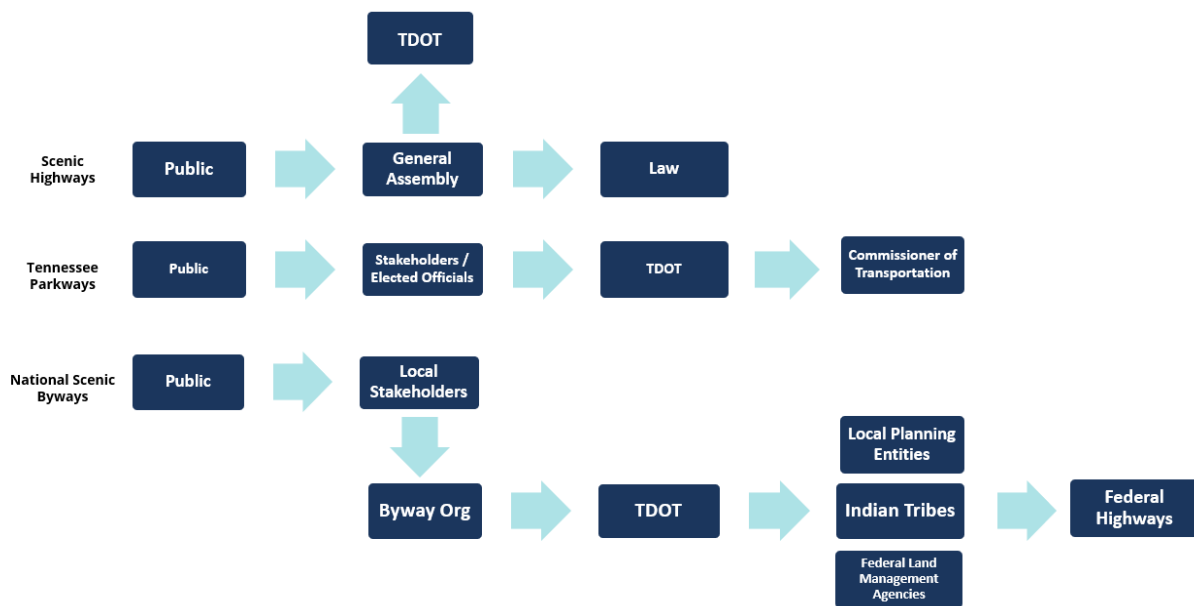 TDOT
Scenic
Highways
Public
General
Assembly
Law
Tennessee
Parkways
Public
Stakeholders /
Elected Officials
TDOT
Commissioner of
Transportation
National Scenic
Byways
Public
Local
Stakeholders
Byway Org
TDOT
Local Planning
Entities
Indian Tribes
Federal Land
Management
Agencies
Federal
Highways